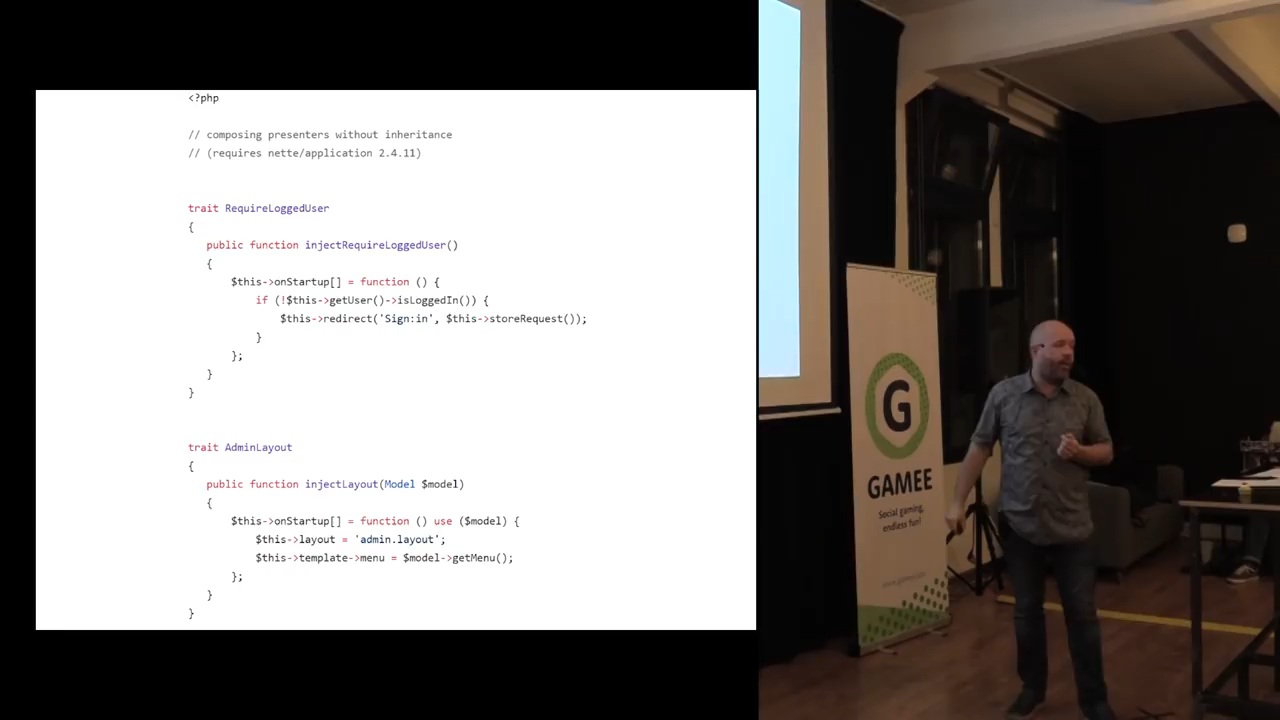 <?php
// composing presenters without inheritance
// (requires nette/application 2.4.11)
trait RequireLoggedUser
{
public function injectRequireLoggedUser()
{
$this->onStartup[] = function () {
if (!$this->getUser()->isLoggedIn()) {
$this->redirect('Sign:in', $this->storeRequest());
}
};
}
}
trait AdminLayout
{
public function injectLayout(Model $model)
{
$this->onStartup[] = function () use ($model) {
$this->layout = 'admin.layout';
$this->template->menu = $model->getMenu();
};
}
}
G
GAMEE
Social gaming,
endless fun!